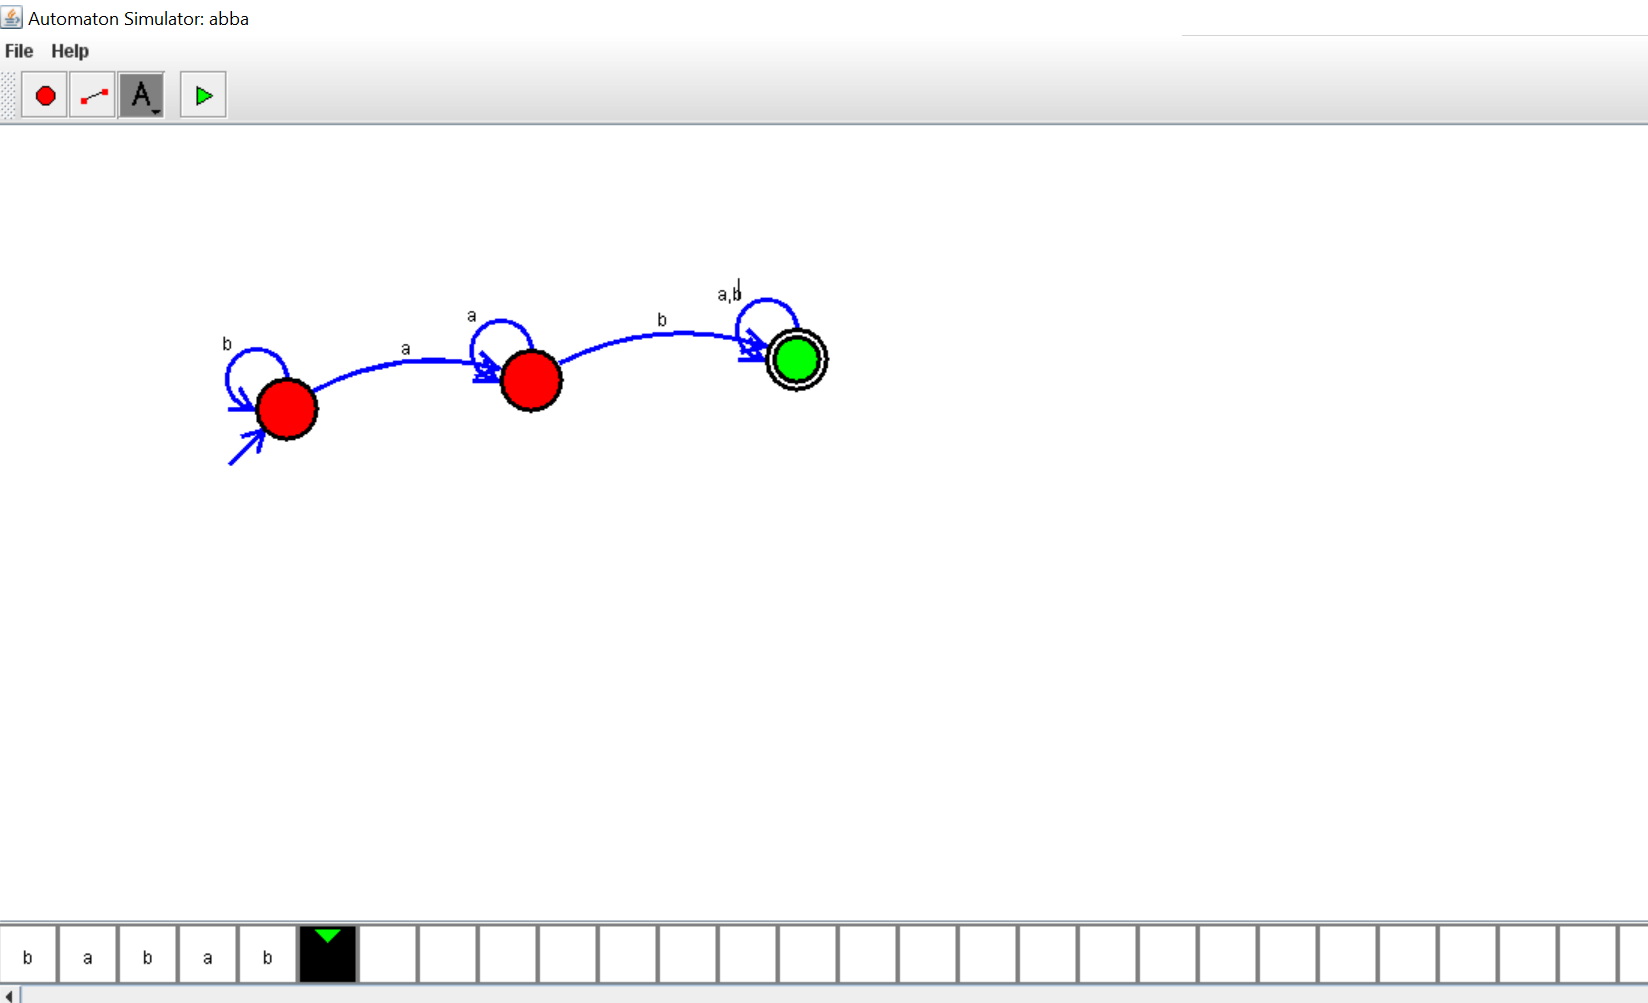 Automaton Simulator: abba
File Help
A
a,b
a
b
b
a
b a b a b